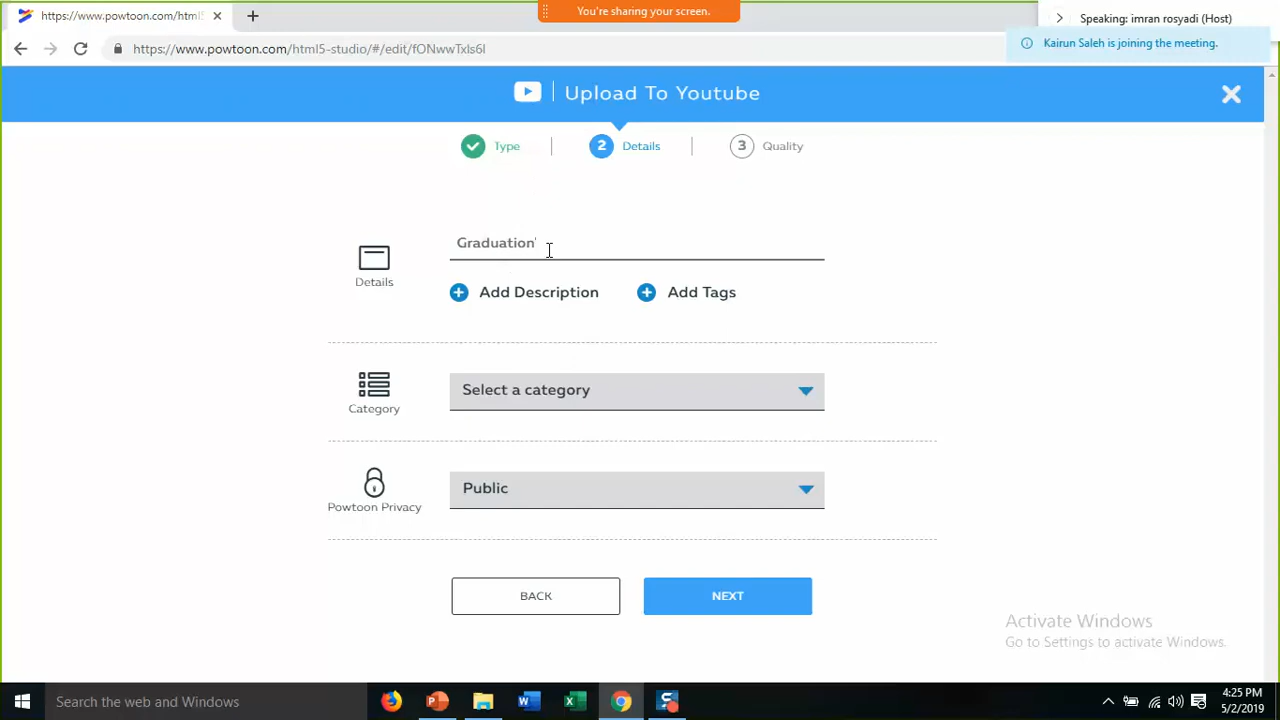 https://www.powtoon.com/html5
You're sharing your screen.
Speaking: imran rosyadi (Host)
https://www.powtoon.com/html5-studio/#/edit/fONwwTxls6l
Kairun Saleh is joining the meeting.
Upload To Youtube
Type
2 Details
3 Quality
Graduation'
Details
Add Description
Add Tags
Select a category
Category
Public
Powtoon Privacy
BACK
NEXT
Activate Windows
Go to Settings to activate Windows.
Search the web and Windows
4:25 PM
5/2/2019